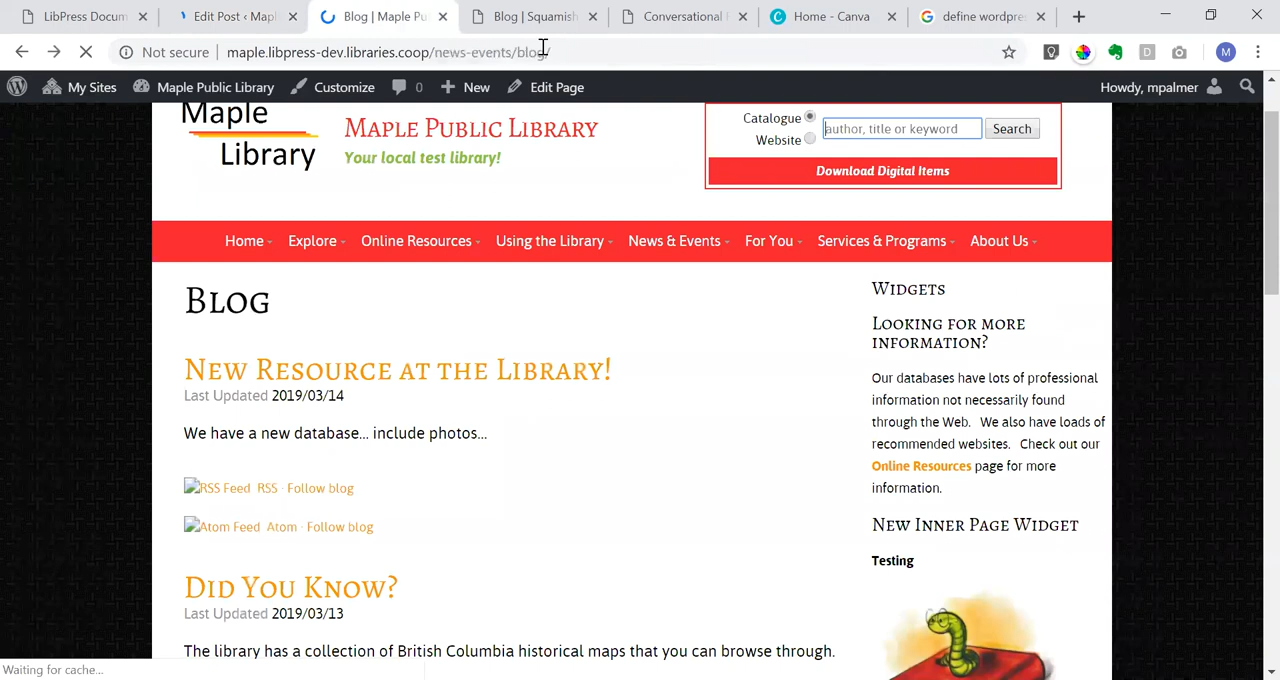 LibPress Docum
Edit Post ‹ Mapl
Blog | Maple Pu
Blog | Squamish
Conversational
Home - Canva
define wordpre
Not secure
maple.libpress-dev.libraries.coop/news-events/blog/
M
My Sites
Maple Public Library
Customize
0
New
Edit Page
Howdy, mpalmer
Maple
Library
Maple Public Library
Your local test library!
Catalogue
Website
author, title or keyword
Search
Download Digital Items
Home
Explore
Online Resources
Using the Library
News & Events
For You
Services & Programs
About Us
Blog
New Resource at the Library!
Last Updated 2019/03/14
We have a new database... include photos...
RSS Feed RSS · Follow blog
Atom Feed Atom · Follow blog
Did You Know?
Last Updated 2019/03/13
The library has a collection of British Columbia historical maps that you can browse through.
Widgets
Looking for more
information?
Our databases have lots of professional
information not necessarily found
through the Web. We also have loads of
recommended websites. Check out our
Online Resources page for more
information.
New Inner Page Widget
Testing
Waiting for cache...